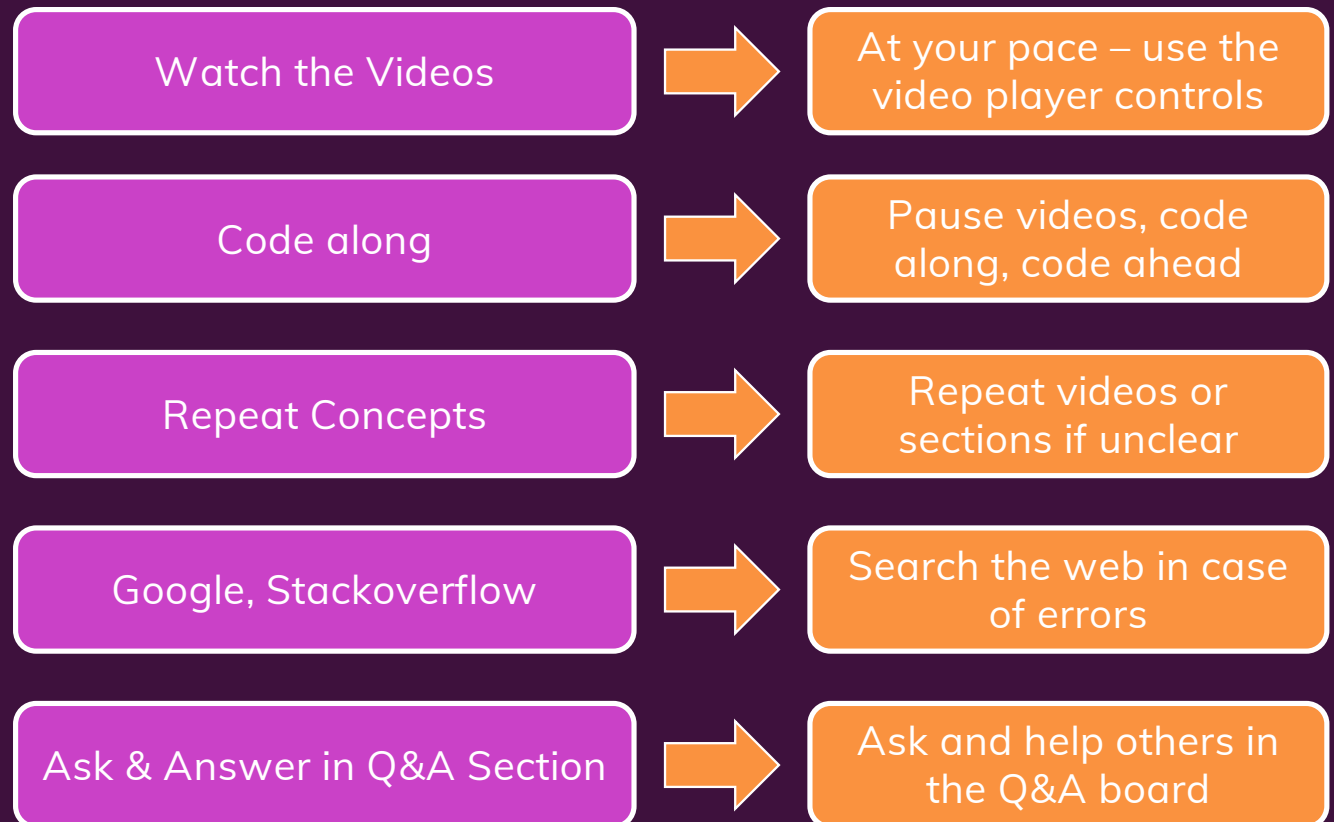 Watch the Videos
At your pace – use the
video player controls
Code along
Pause videos, code
along, code ahead
Repeat Concepts
Repeat videos or
sections if unclear
Google, Stackoverflow
Search the web in case
of errors
Ask & Answer in Q&A Section
Ask and help others in
the Q&A board